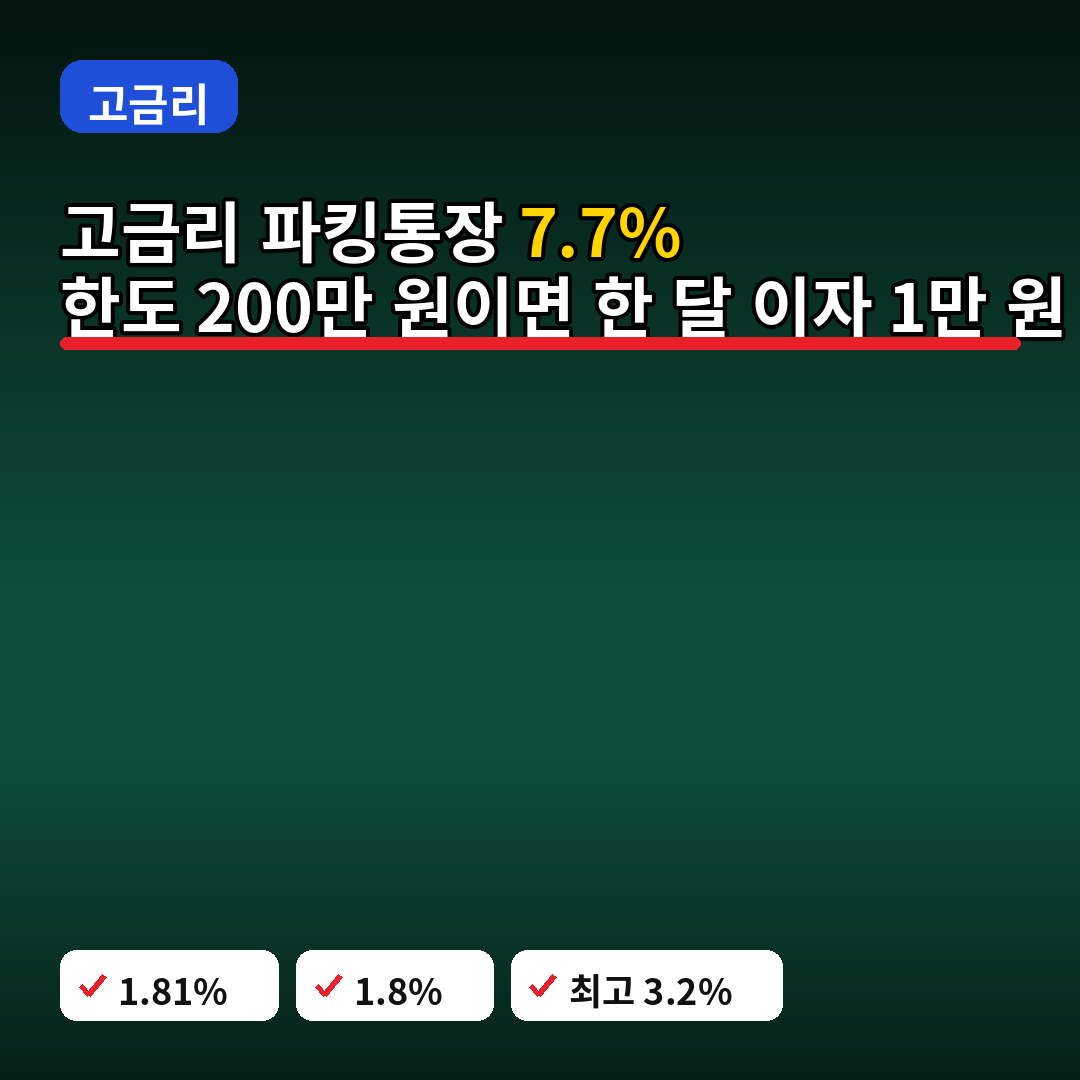 고금리
고금리 파킹통장 7.7%
한도 200만 원이면 한 달 이자 1만 원
1.81%
1.8%
최고 3.2%